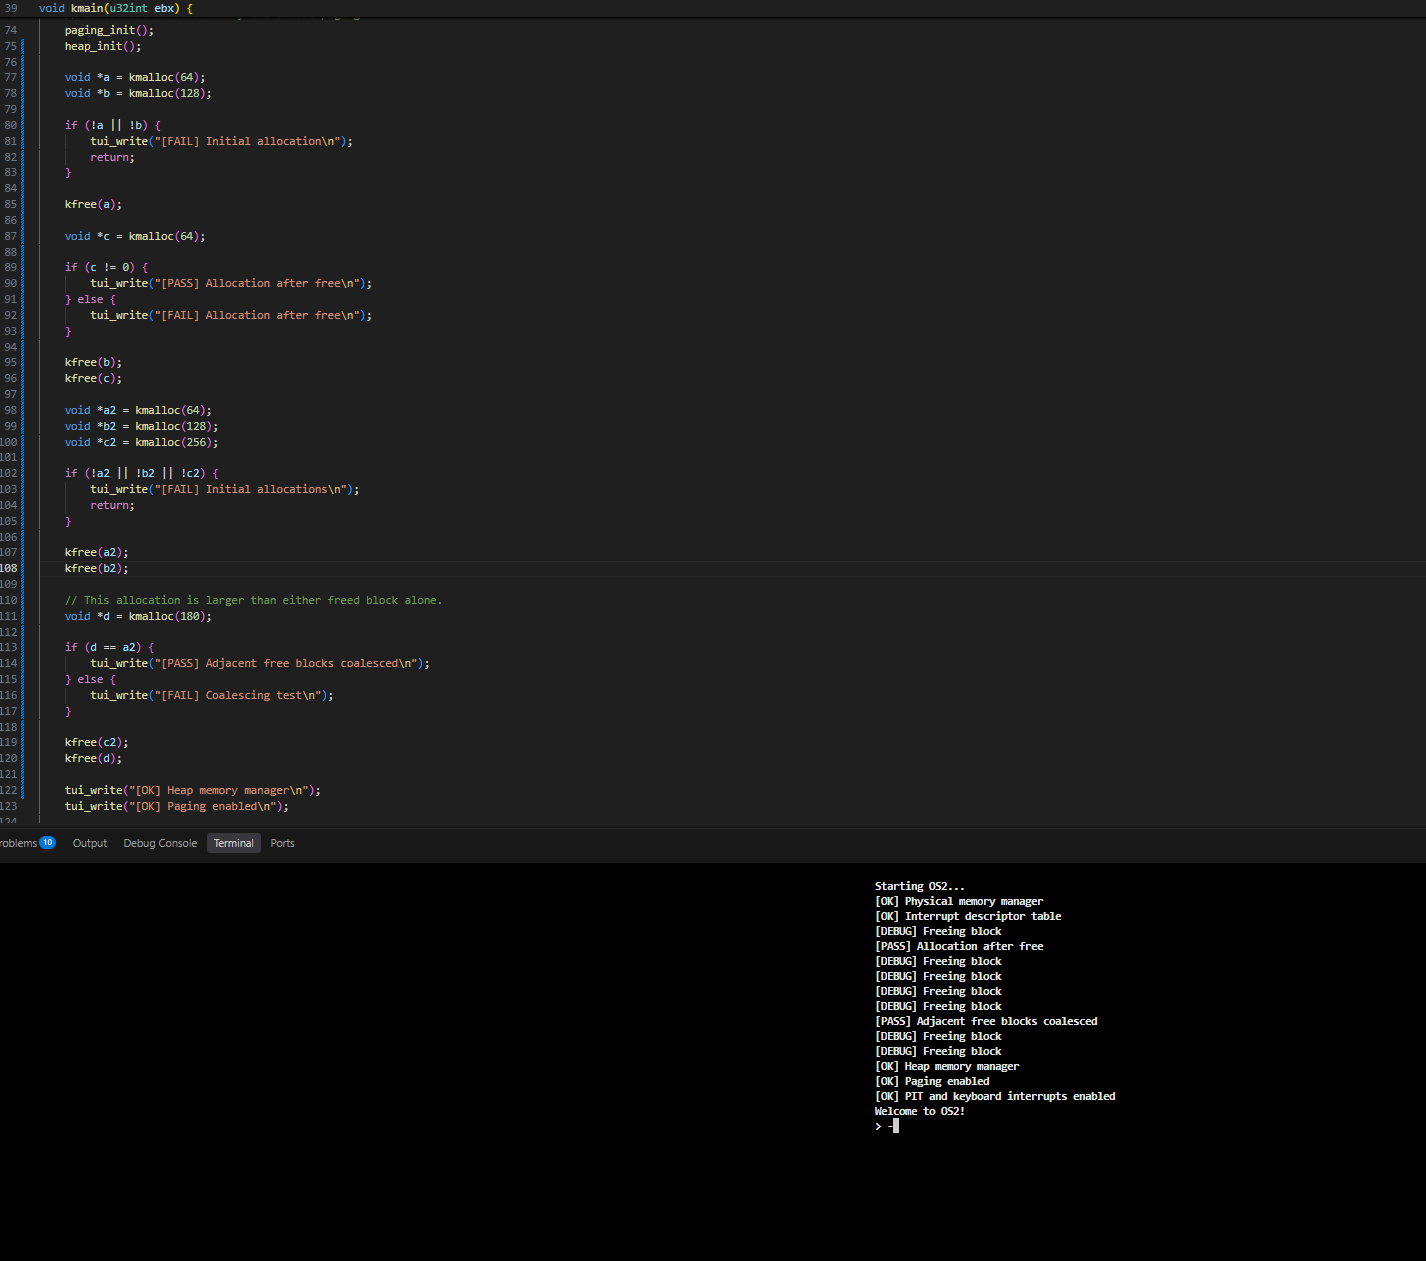 39 void kmain(u32int ebx) {
74 paging_init();
75 heap_init();
76
77 void *a = kmalloc(64);
78 void *b = kmalloc(128);
79
80 if (!a || !b) {
81 tui_write("[FAIL] Initial allocation\n");
82 return;
83 }
84
85 kfree(a);
86
87 void *c = kmalloc(64);
88
89 if (c != 0) {
90 tui_write("[PASS] Allocation after free\n");
91 } else {
92 tui_write("[FAIL] Allocation after free\n");
93 }
94
95 kfree(b);
96 kfree(c);
97
98 void *a2 = kmalloc(64);
99 void *b2 = kmalloc(128);
100 void *c2 = kmalloc(256);
101
102 if (!a2 || !b2 || !c2) {
103 tui_write("[FAIL] Initial allocations\n");
104 return;
105 }
106
107 kfree(a2);
108 kfree(b2);
109
110 // This allocation is larger than either freed block alone.
111 void *d = kmalloc(180);
112
113 if (d == a2) {
114 tui_write("[PASS] Adjacent free blocks coalesced\n");
115 } else {
116 tui_write("[FAIL] Coalescing test\n");
117 }
118
119 kfree(c2);
120 kfree(d);
121
122 tui_write("[OK] Heap memory manager\n");
123 tui_write("[OK] Paging enabled\n");
124
roblems 10 Output Debug Console Terminal Ports
Starting OS2...
[OK] Physical memory manager
[OK] Interrupt descriptor table
[DEBUG] Freeing block
[PASS] Allocation after free
[DEBUG] Freeing block
[DEBUG] Freeing block
[DEBUG] Freeing block
[DEBUG] Freeing block
[PASS] Adjacent free blocks coalesced
[DEBUG] Freeing block
[DEBUG] Freeing block
[OK] Heap memory manager
[OK] Paging enabled
[OK] PIT and keyboard interrupts enabled
Welcome to OS2!
> -